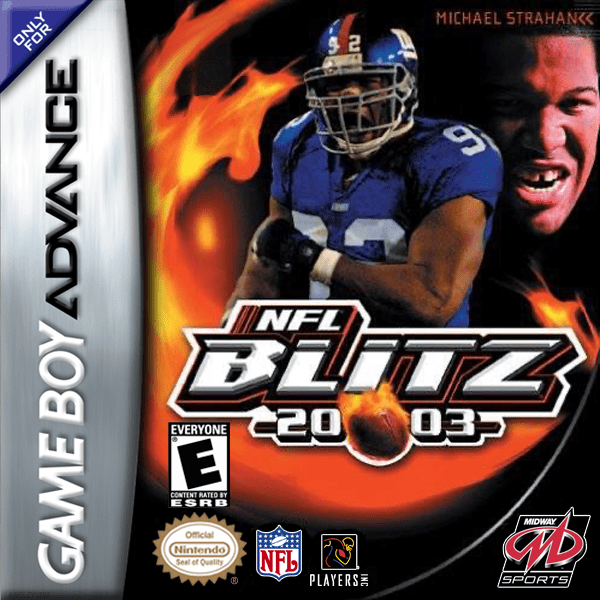 ONLY
FOR
GAME BOY ADVANCE
MICHAEL STRAHAN
92
92
NFL
BLITZ
20 03
EVERYONE
E
®
CONTENT RATED BY
ESRB
Official
Nintendo
Seal of Quality
®
NFL
PLAYERS INC
MIDWAY
SPORTS